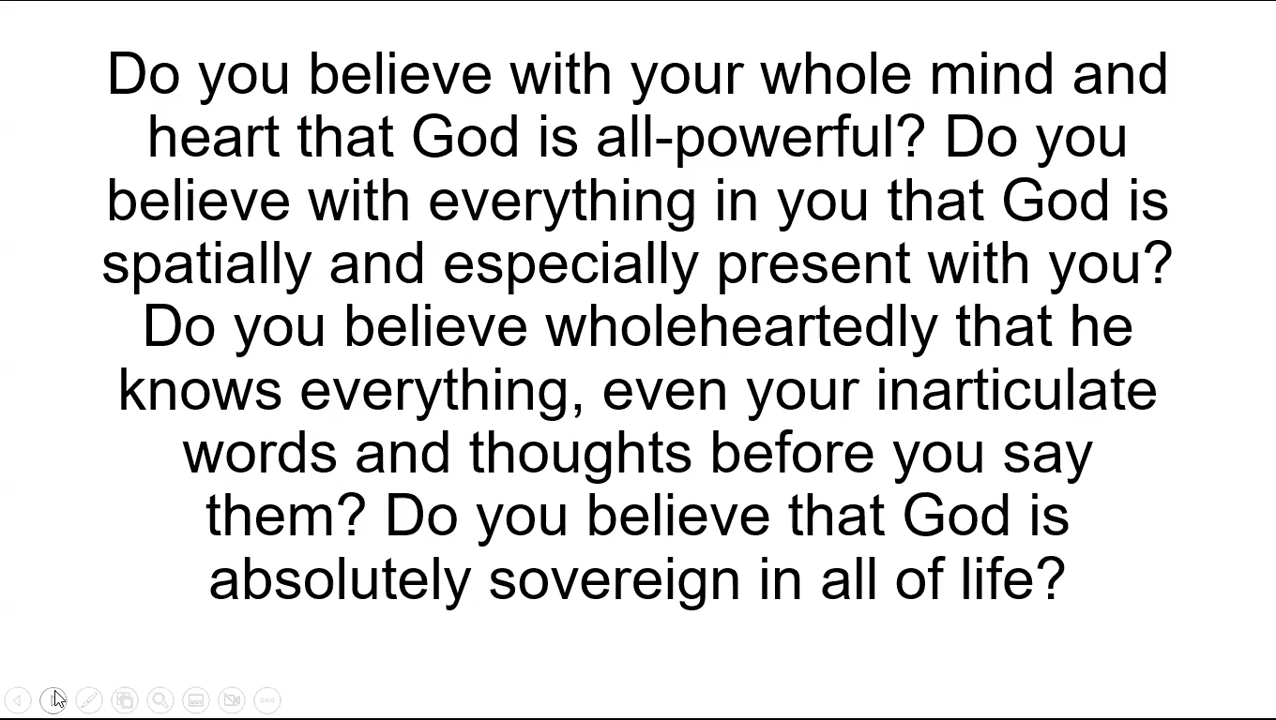 Do you believe with your whole mind and
heart that God is all-powerful? Do you
believe with everything in you that God is
spatially and especially present with you?
Do you believe wholeheartedly that he
knows everything, even your inarticulate
words and thoughts before you say
them? Do you believe that God is
absolutely sovereign in all of life?